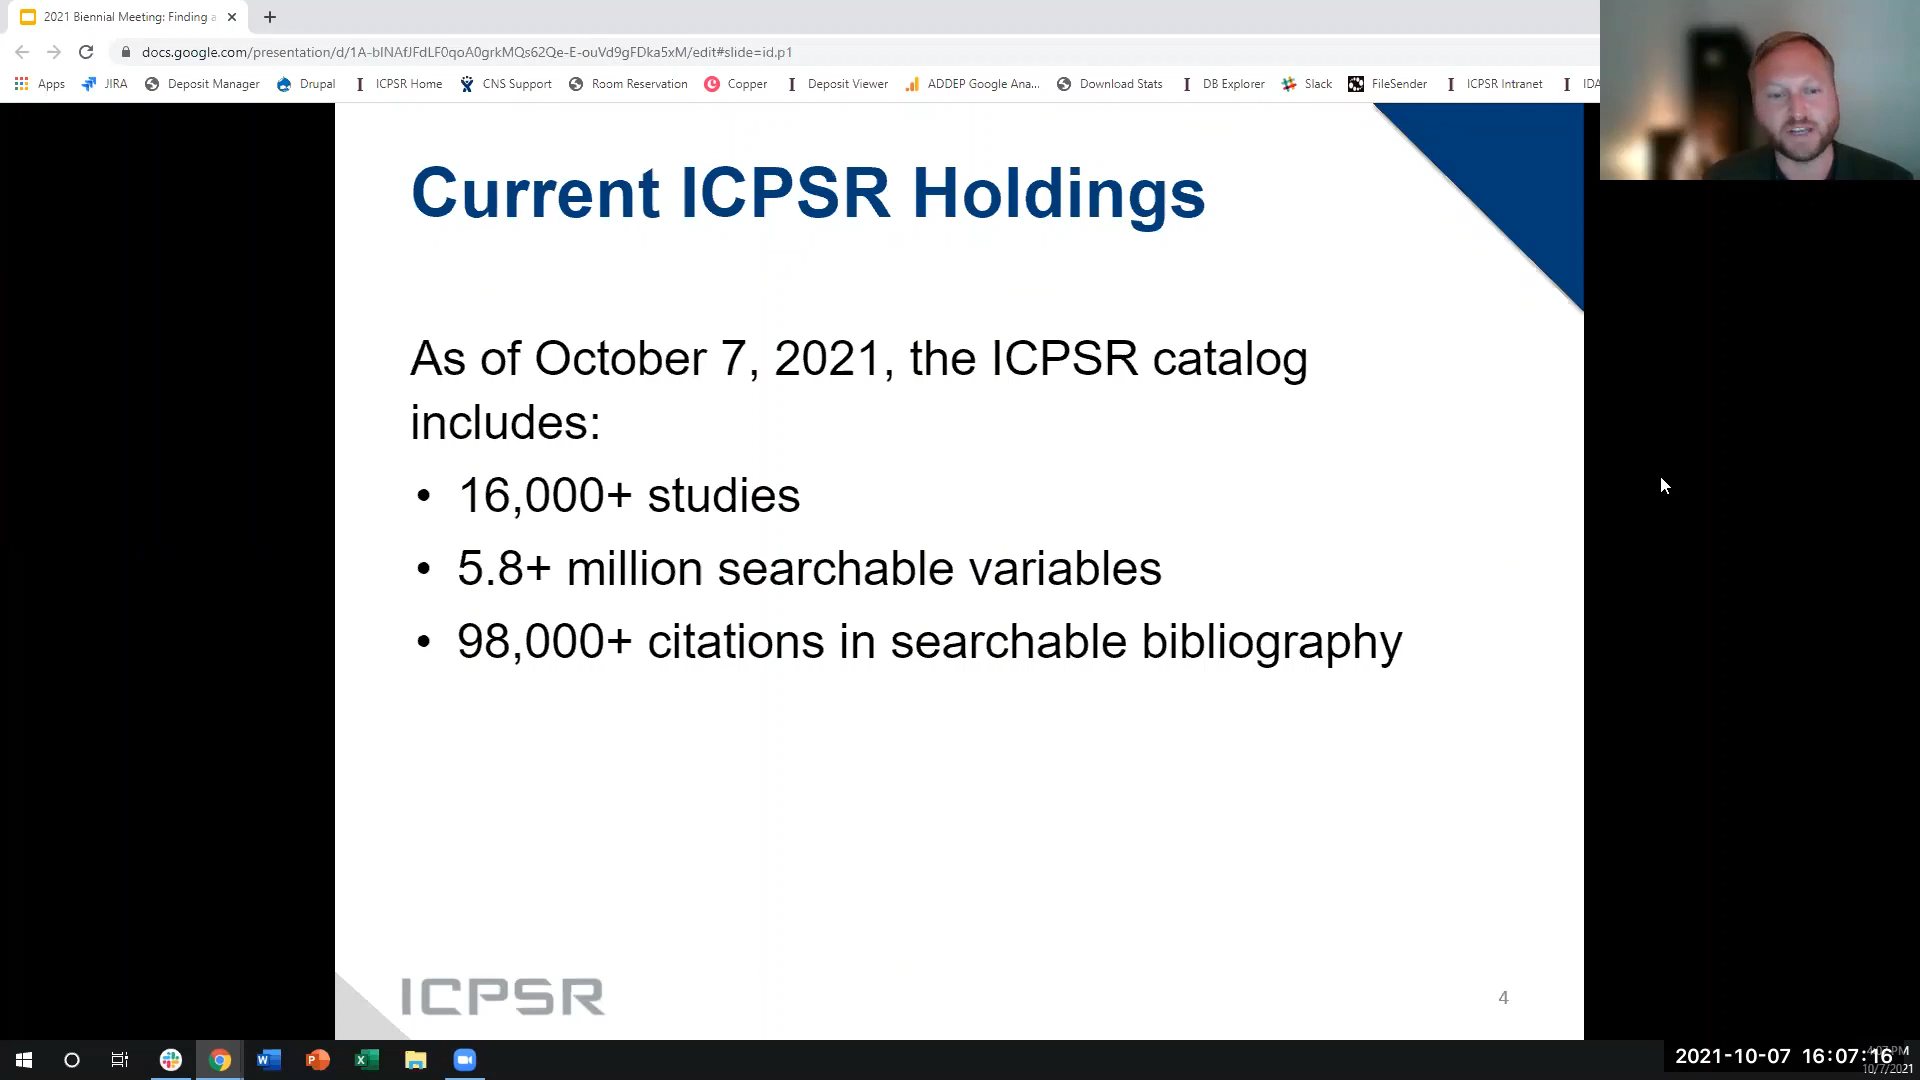 2021 Biennial Meeting: Finding a
docs.google.com/presentation/d/1A-bINAfJFdLF0qoA0grkMQs62Qe-E-ouVd9gFDka5xM/edit#slide=id.p1
Apps JIRA Deposit Manager Drupal ICPSR Home CNS Support Room Reservation Copper Deposit Viewer ADDEP Google Ana... Download Stats DB Explorer Slack FileSender ICPSR Intranet IDA
Current ICPSR Holdings
As of October 7, 2021, the ICPSR catalog
includes:
• 16,000+ studies
• 5.8+ million searchable variables
• 98,000+ citations in searchable bibliography
ICPSR
4
2021-10-07 16:07:16
10/7/2021